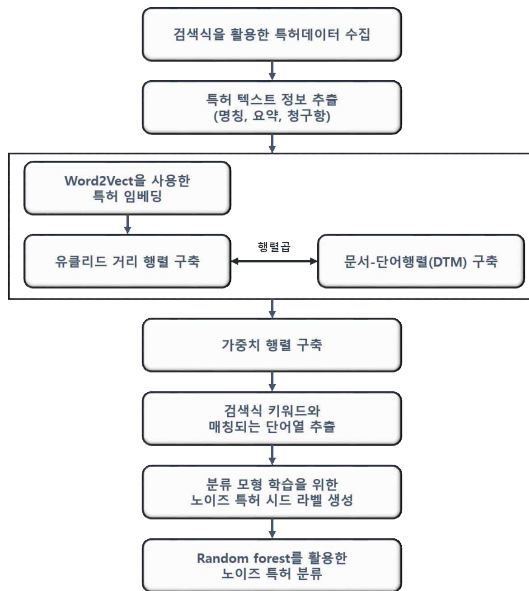 검색식을 활용한 특허데이터 수집
특허 텍스트 정보 추출
(명칭, 요약, 청구항)
Word2Vect을 사용한
특허 임베딩
유클리드 거리 행렬 구축
행렬곱
문서-단어행렬(DTM) 구축
가중치 행렬 구축
검색식 키워드와
매칭되는 단어열 추출
분류 모형 학습을 위한
노이즈 특허 시드 라벨 생성
Random forest를 활용한
노이즈 특허 분류